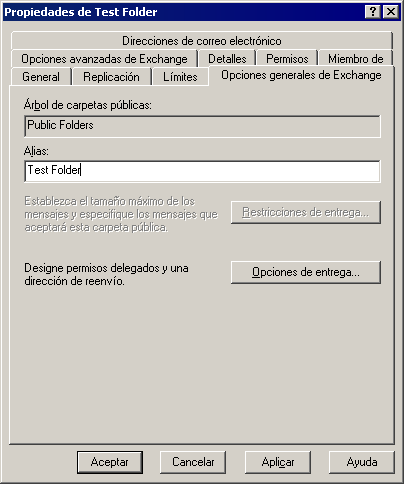 Propiedades de Test Folder
Direcciones de correo electrónico
Opciones avanzadas de Exchange Detalles Permisos Miembro de
General Replicación Límites Opciones generales de Exchange
Árbol de carpetas públicas:
Public Folders
Alias:
Test Folder
Establezca el tamaño máximo de los
mensajes y especifique los mensajes que
aceptará esta carpeta pública.
Restricciones de entrega...
Designe permisos delegados y una
dirección de reenvío.
Opciones de entrega...
Aceptar Cancelar Aplicar Ayuda